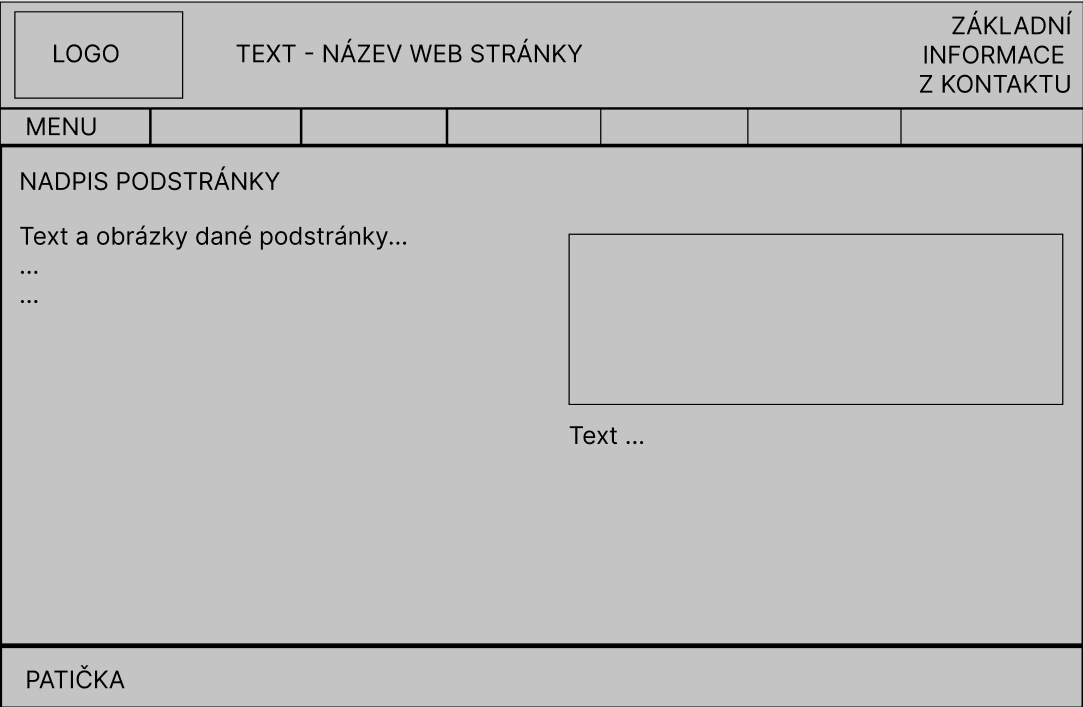 LOGO
TEXT - NÁZEV WEB STRÁNKY
ZÁKLADNÍ
INFORMACE
Z KONTAKTU
MENU
NADPIS PODSTRÁNKY
Text a obrázky dané podstránky...
...
...
Text ...
PATIČKA